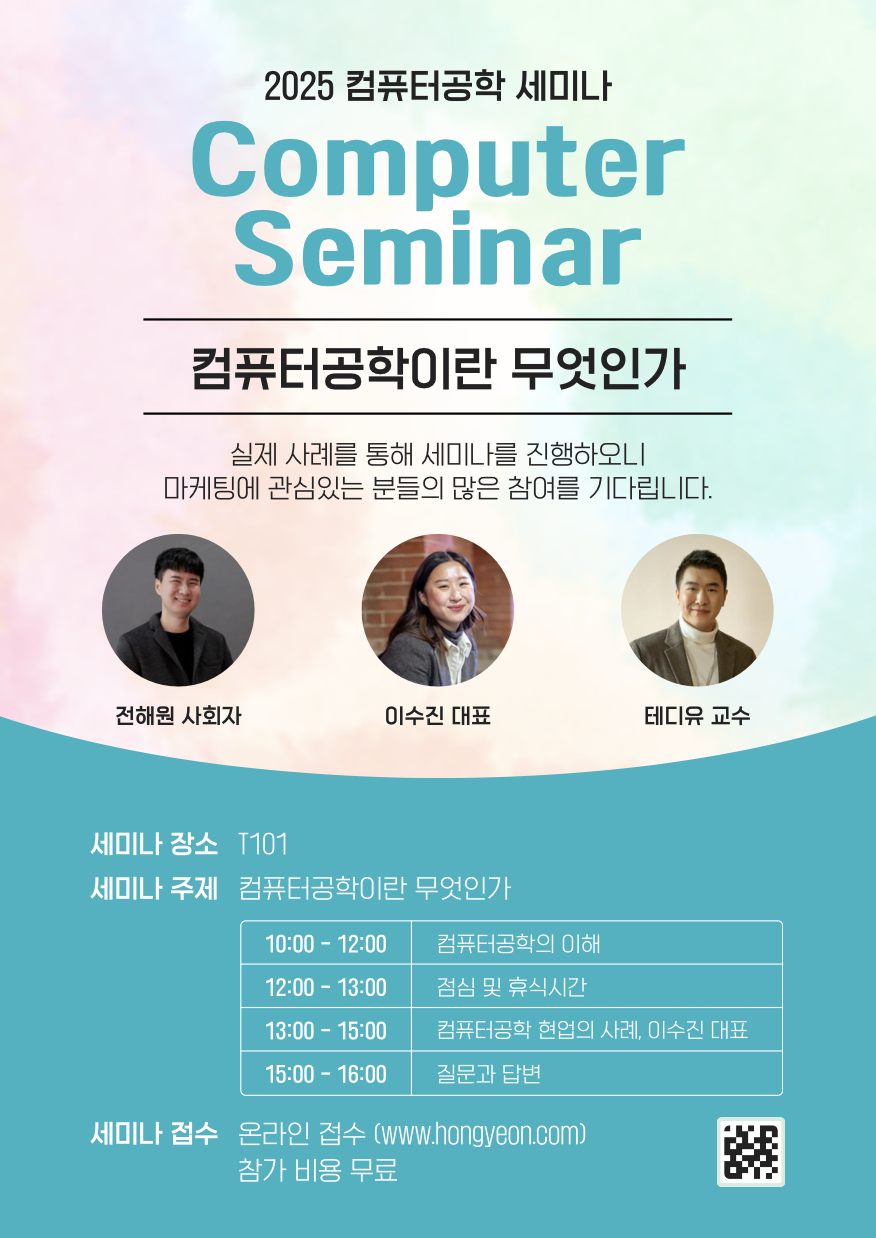 2025 컴퓨터공학 세미나
Computer
Seminar
컴퓨터공학이란 무엇인가
실제 사례를 통해 세미나를 진행하오니
마케팅에 관심있는 분들의 많은 참여를 기다립니다.
전해원 사회자
이수진 대표
테디유 교수
세미나 장소 T101
세미나 주제 컴퓨터공학이란 무엇인가
10:00 - 12:00 컴퓨터공학의 이해
12:00 - 13:00 점심 및 휴식시간
13:00 - 15:00 컴퓨터공학 현업의 사례, 이수진 대표
15:00 - 16:00 질문과 답변
세미나 접수 온라인 접수 (www.hongyeon.com)
참가 비용 무료